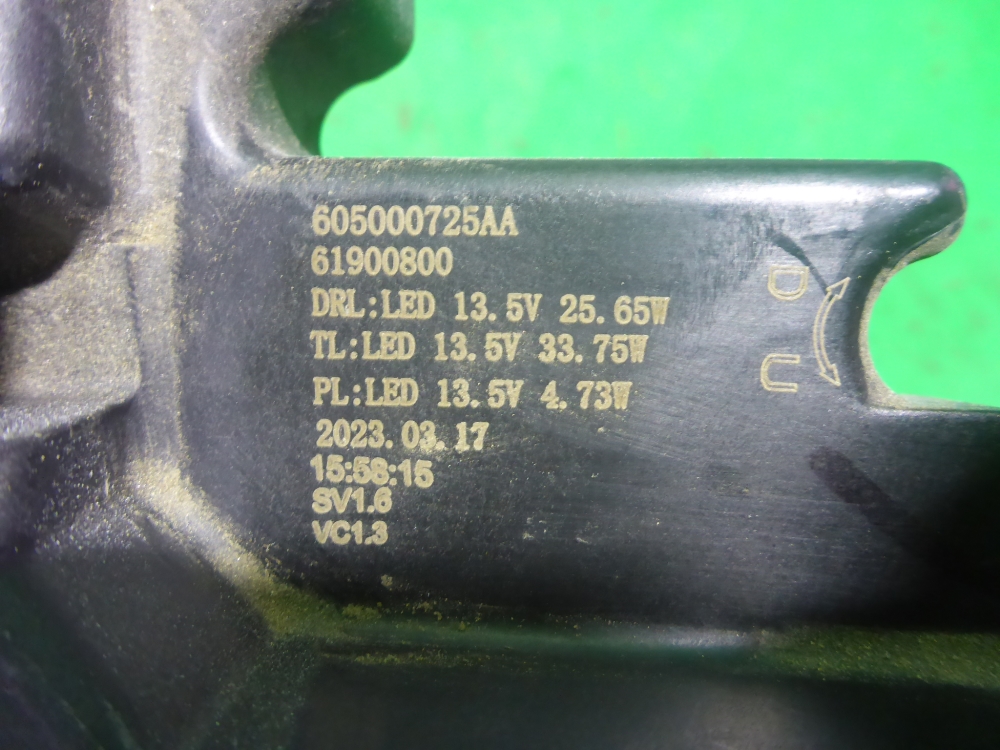 605000725AA
61900800
DRL:LED 13.5V 25.65W
TL:LED 13.5V 33.75W
PL:LED 13.5V 4.73W
2023.03.17
15:58:15
SV1.6
VC1.3
D
U